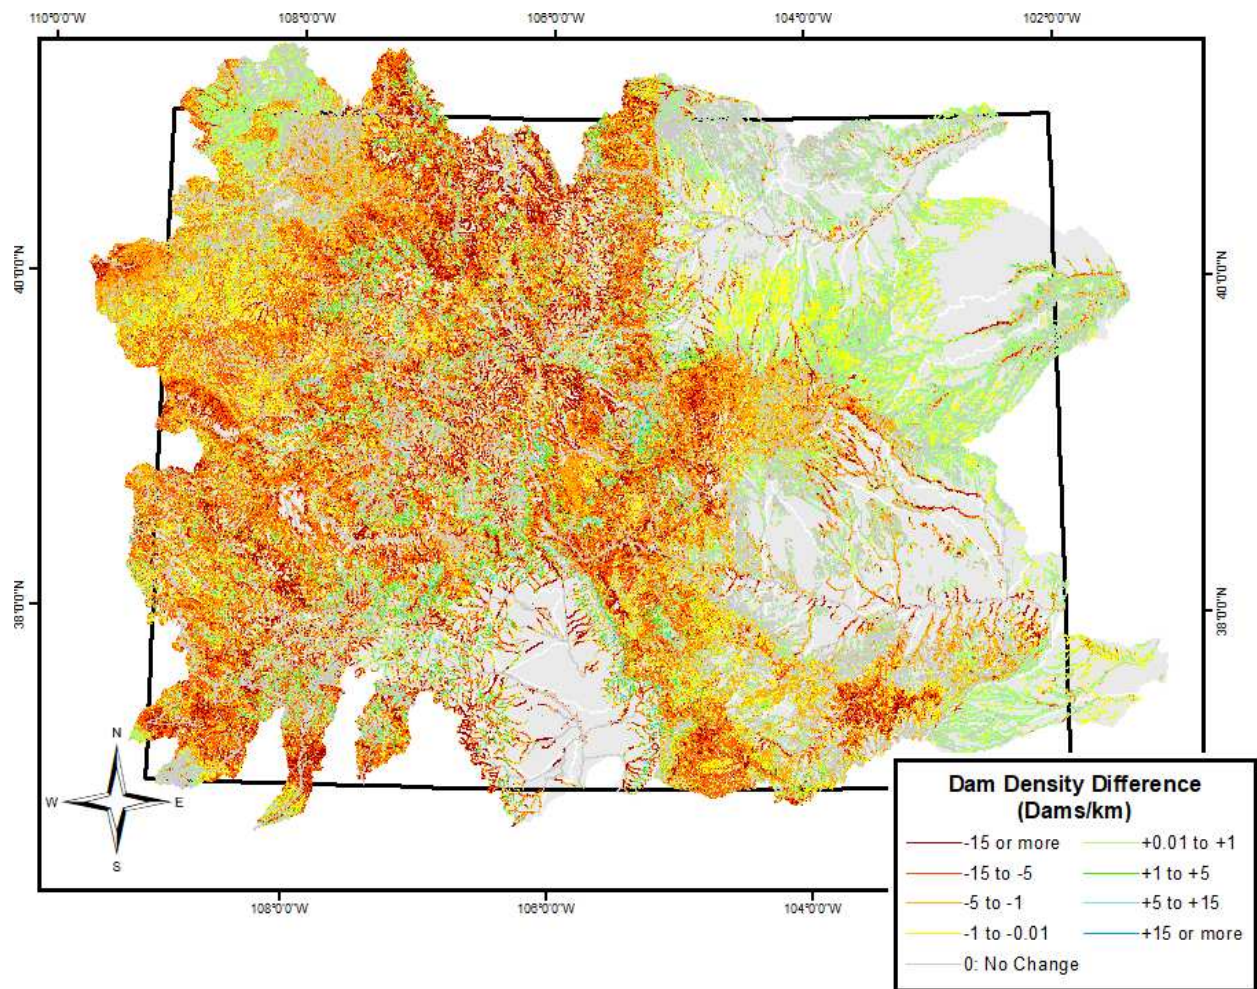 110°0'0"W 108°0'0"W 106°0'0"W 104°0'0"W 102°0'0"W
40°0'0"N
40°0'0"N
38°0'0"N
38°0'0"N
N
W E
S
108°0'0"W 106°0'0"W 104°0'0"W
Dam Density Difference
(Dams/km)
-15 or more +0.01 to +1
-15 to -5 +1 to +5
-5 to -1 +5 to +15
-1 to -0.01 +15 or more
0: No Change